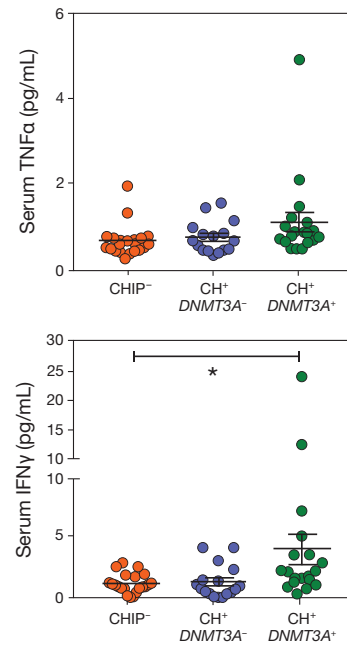 Serum TNFα (pg/mL)
6
4
2
0
CHIP⁻
CH⁺
DNMT3A⁻
CH⁺
DNMT3A⁺
Serum IFNγ (pg/mL)
30
25
20
15
10
5
0
*
CHIP⁻
CH⁺
DNMT3A⁻
CH⁺
DNMT3A⁺